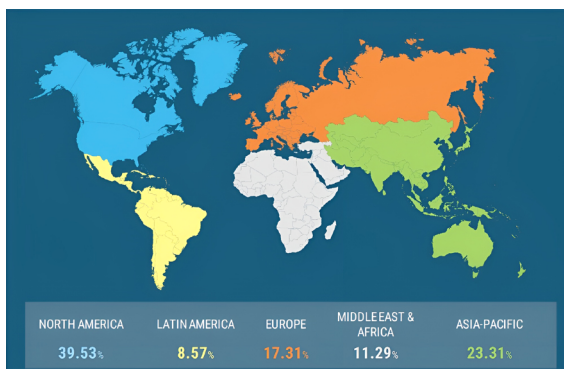 NORTH AMERICA
39.53%
LATIN AMERICA
8.57%
EUROPE
17.31%
MIDDLE EAST &
AFRICA
11.29%
ASIA-PACIFIC
23.31%